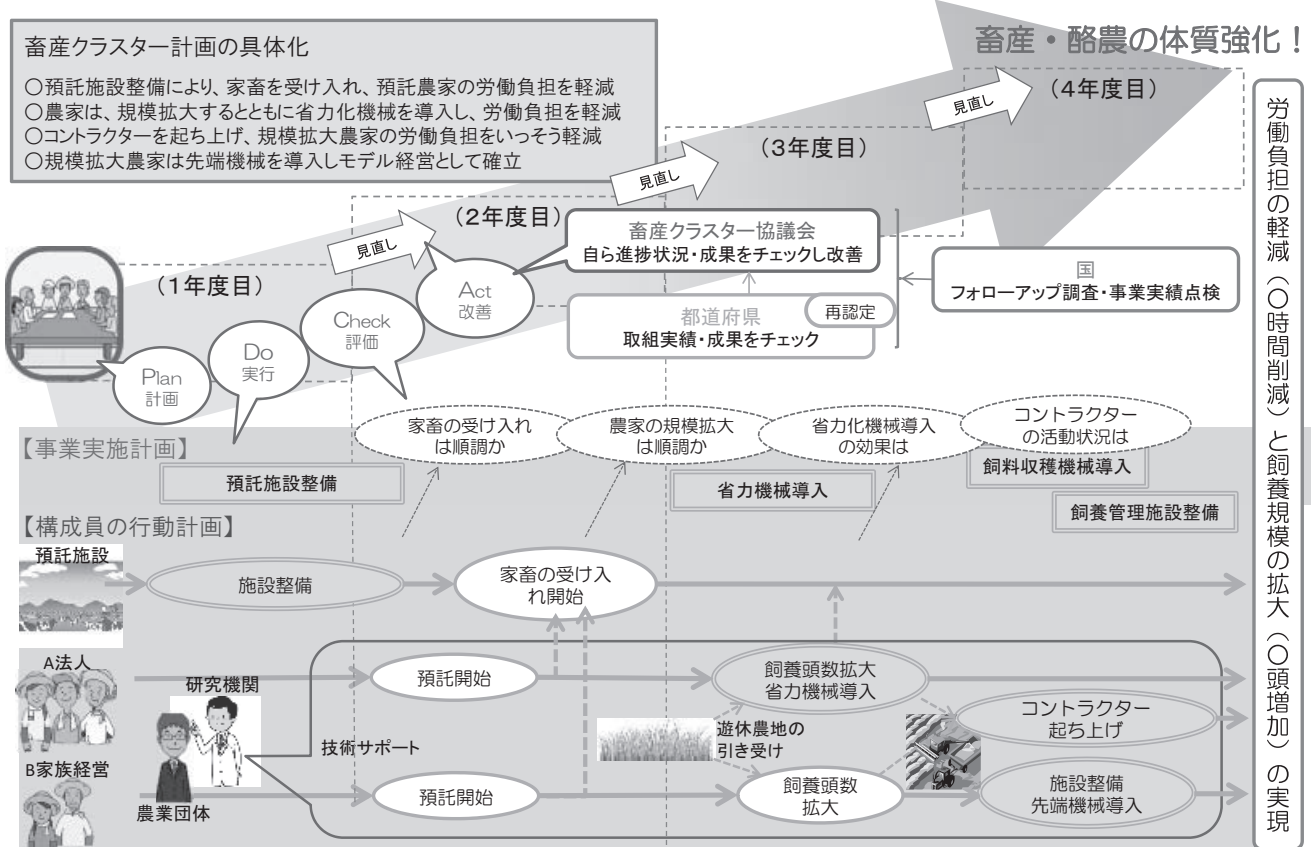 畜産・酪農の体質強化！
畜産クラスター計画の具体化
○預託施設整備により、家畜を受け入れ、預託農家の労働負担を軽減
○農家は、規模拡大するとともに省力化機械を導入し、労働負担を軽減
○コントラクターを起ち上げ、規模拡大農家の労働負担をいっそう軽減
○規模拡大農家は先端機械を導入しモデル経営として確立
（1年度目）
見直し
（2年度目）
見直し
（3年度目）
見直し
（4年度目）
Plan
計画
Do
実行
Check
評価
Act
改善
畜産クラスター協議会
自ら進捗状況・成果をチェックし改善
都道府県
再認定
取組実績・成果をチェック
国
フォローアップ調査・事業実績点検
家畜の受け入れ
は順調か
農家の規模拡大
は順調か
省力化機械導入
の効果は
コントラクター
の活動状況は
【事業実施計画】
預託施設整備
省力機械導入
飼料収穫機械導入
飼養管理施設整備
【構成員の行動計画】
預託施設
施設整備
家畜の受け入
れ開始
A法人
研究機関
預託開始
飼養頭数拡大
省力機械導入
コントラクター
起ち上げ
技術サポート
遊休農地の
引き受け
B家族経営
農業団体
預託開始
飼養頭数
拡大
施設整備
先端機械導入
労働負担の軽減（○時間削減）と飼養規模の拡大（○頭増加）の実現